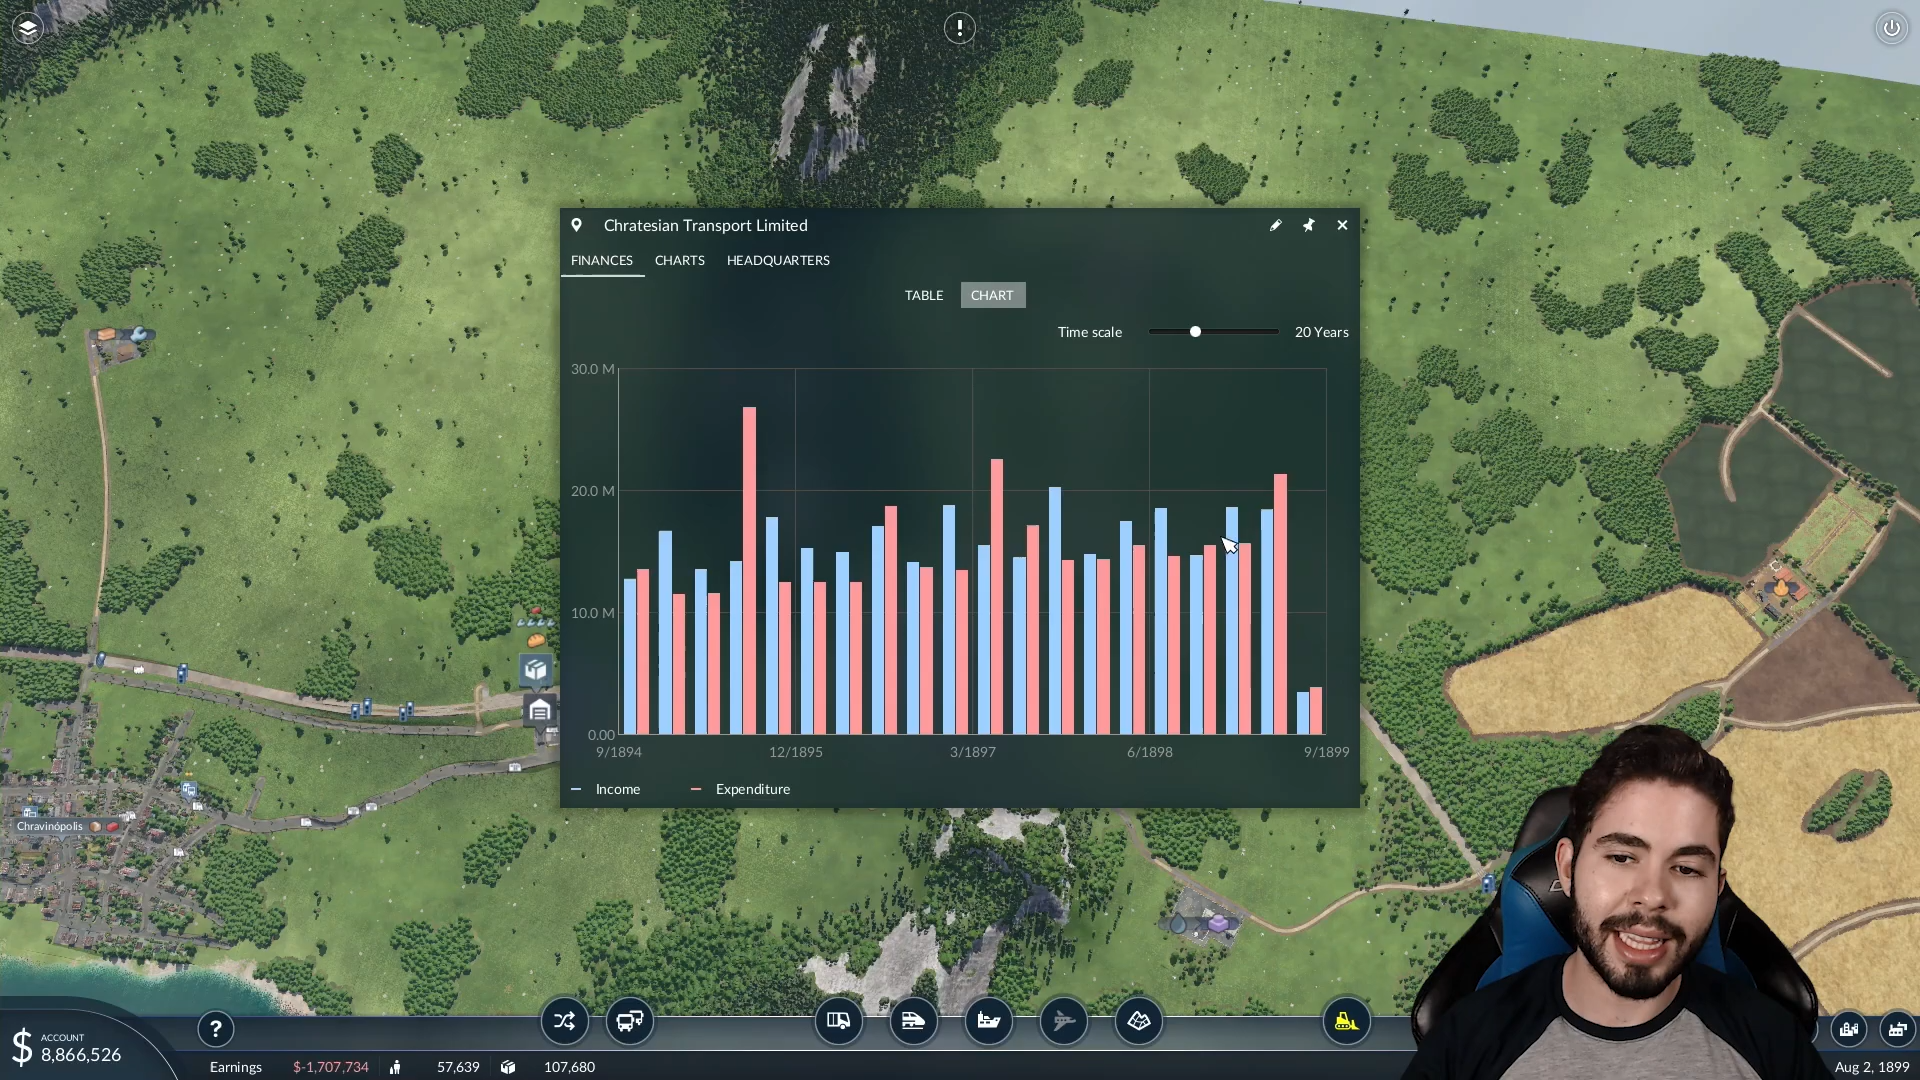 Chratesian Transport Limited
FINANCES CHARTS HEADQUARTERS
TABLE CHART
Time scale 20 Years
30.0 M
20.0 M
10.0 M
0.00
9/1894 12/1895 3/1897 6/1898 9/1899
Income Expenditure
Chravinópolis
ACCOUNT
$ 8,866,526
?
Earnings $-1,707,734 57,639 107,680
Aug 2, 1899